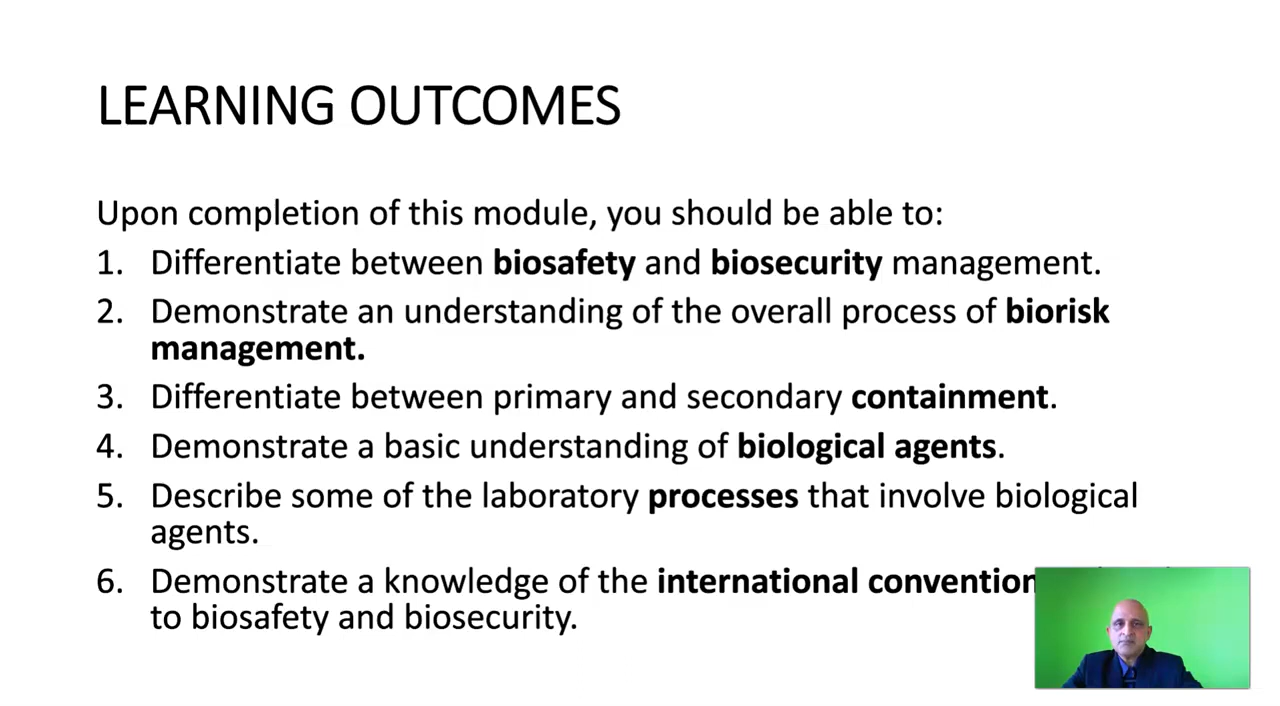 LEARNING OUTCOMES
Upon completion of this module, you should be able to:
1. Differentiate between biosafety and biosecurity management.
2. Demonstrate an understanding of the overall process of biorisk
management.
3. Differentiate between primary and secondary containment.
4. Demonstrate a basic understanding of biological agents.
5. Describe some of the laboratory processes that involve biological
agents.
6. Demonstrate a knowledge of the international convention
to biosafety and biosecurity.